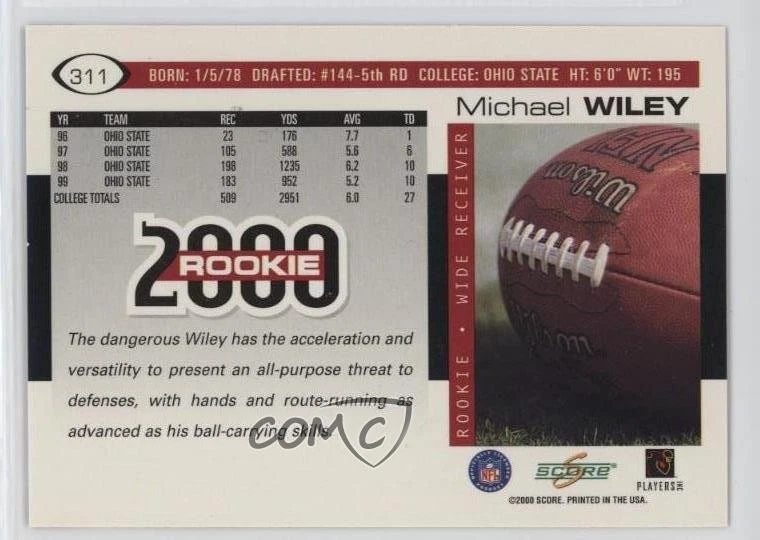 311
BORN: 1/5/78 DRAFTED: #144-5th RD COLLEGE: OHIO STATE HT: 6'0" WT: 195
Michael WILEY
YR TEAM REC YDS AVG TD
96 OHIO STATE 23 176 7.7 1
97 OHIO STATE 105 588 5.6 6
98 OHIO STATE 198 1235 6.2 10
99 OHIO STATE 183 952 5.2 10
COLLEGE TOTALS 509 2951 6.0 27
2000
ROOKIE
The dangerous Wiley has the acceleration and
versatility to present an all-purpose threat to
defenses, with hands and route-running as
advanced as his ball-carrying skills.
COMC
ROOKIE • WIDE RECEIVER
Wilson
Wilson
NFL
SCORE
PLAYERS INC
©2000 SCORE. PRINTED IN THE USA.